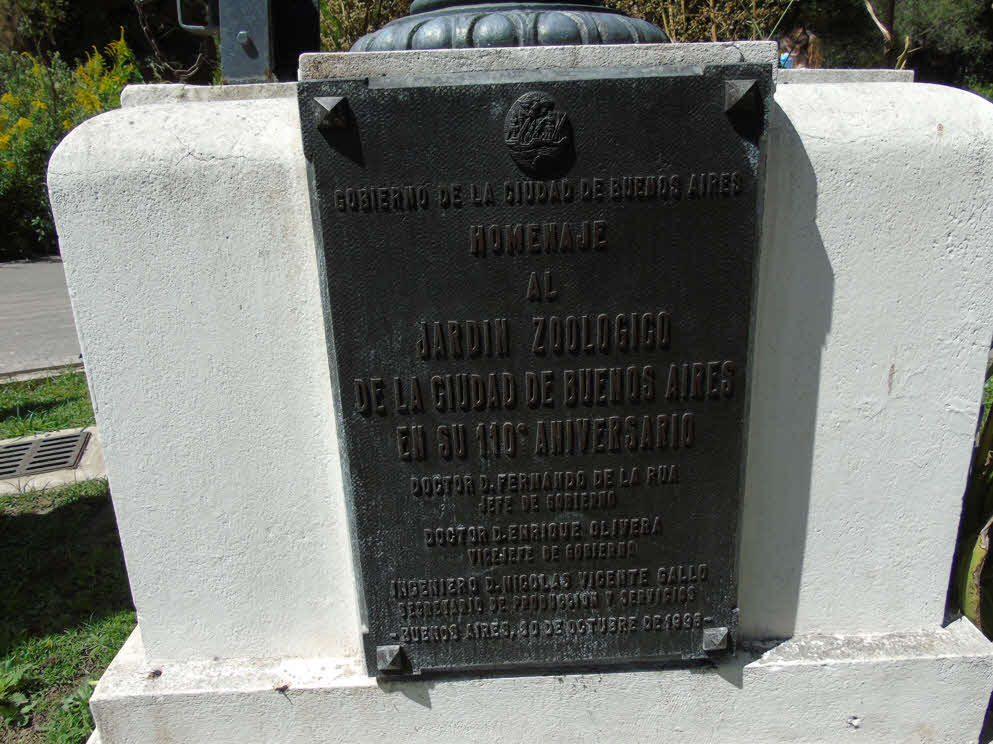 GOBIERNO DE LA CIUDAD DE BUENOS AIRES
HOMENAJE
AL
JARDIN ZOOLOGICO
DE LA CIUDAD DE BUENOS AIRES
EN SU 110° ANIVERSARIO
DOCTOR D. FERNANDO DE LA RUA
JEFE DE GOBIERNO
DOCTOR D. ENRIQUE OLIVERA
VICEJEFE DE GOBIERNO
INGENIERO D. NICOLAS VICENTE GALLO
SECRETARIO DE PRODUCCION Y SERVICIOS
- BUENOS AIRES, 30 DE OCTUBRE DE 1998 -